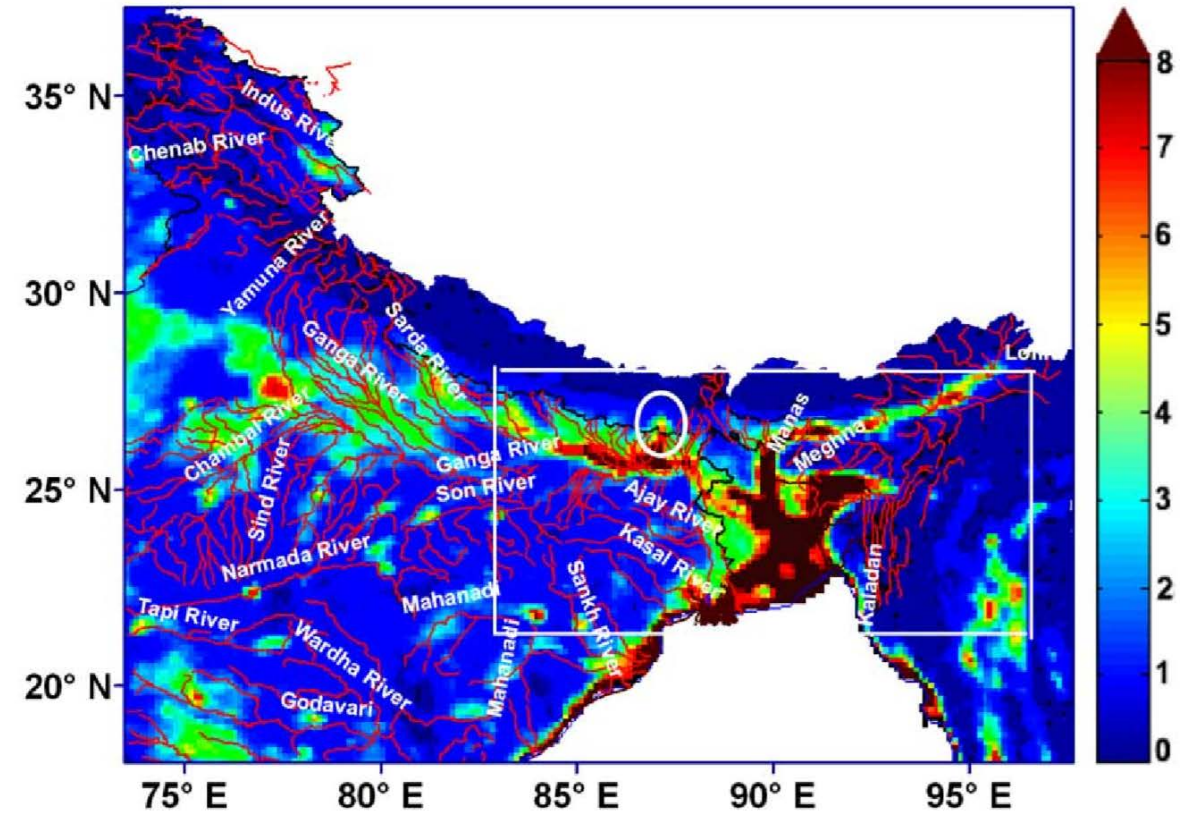 35° N
30° N
25° N
20° N
75° E
80° E
85° E
90° E
95° E
8
7
6
5
4
3
2
1
0
Indus River
Chenab River
Yamuna River
Sarda River
Ganga River
Chambal River
Sind River
Ganga River
Son River
Manas
Meghna
Ajay River
Kasal River
Narmada River
Mahanadi
Sankh River
Kaladan
Tapi River
Wardha River
Mahanadi
Godavari